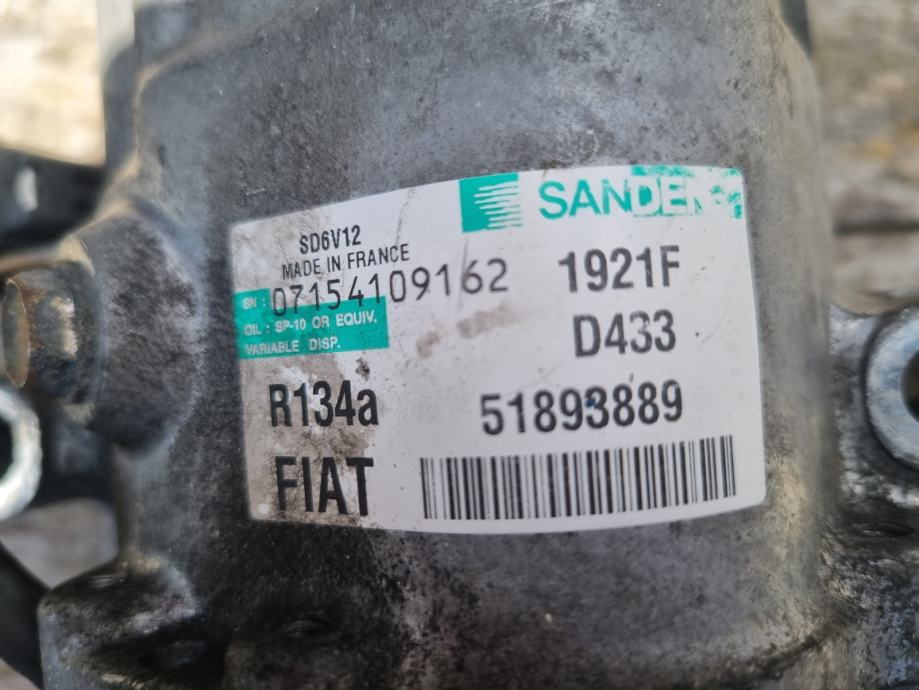 SANDEN
SD6V12
MADE IN FRANCE
SN : 07154109162
OIL : SP-10 OR EQUIV.
VARIABLE DISP.
1921F
D433
R134a
51893889
FIAT